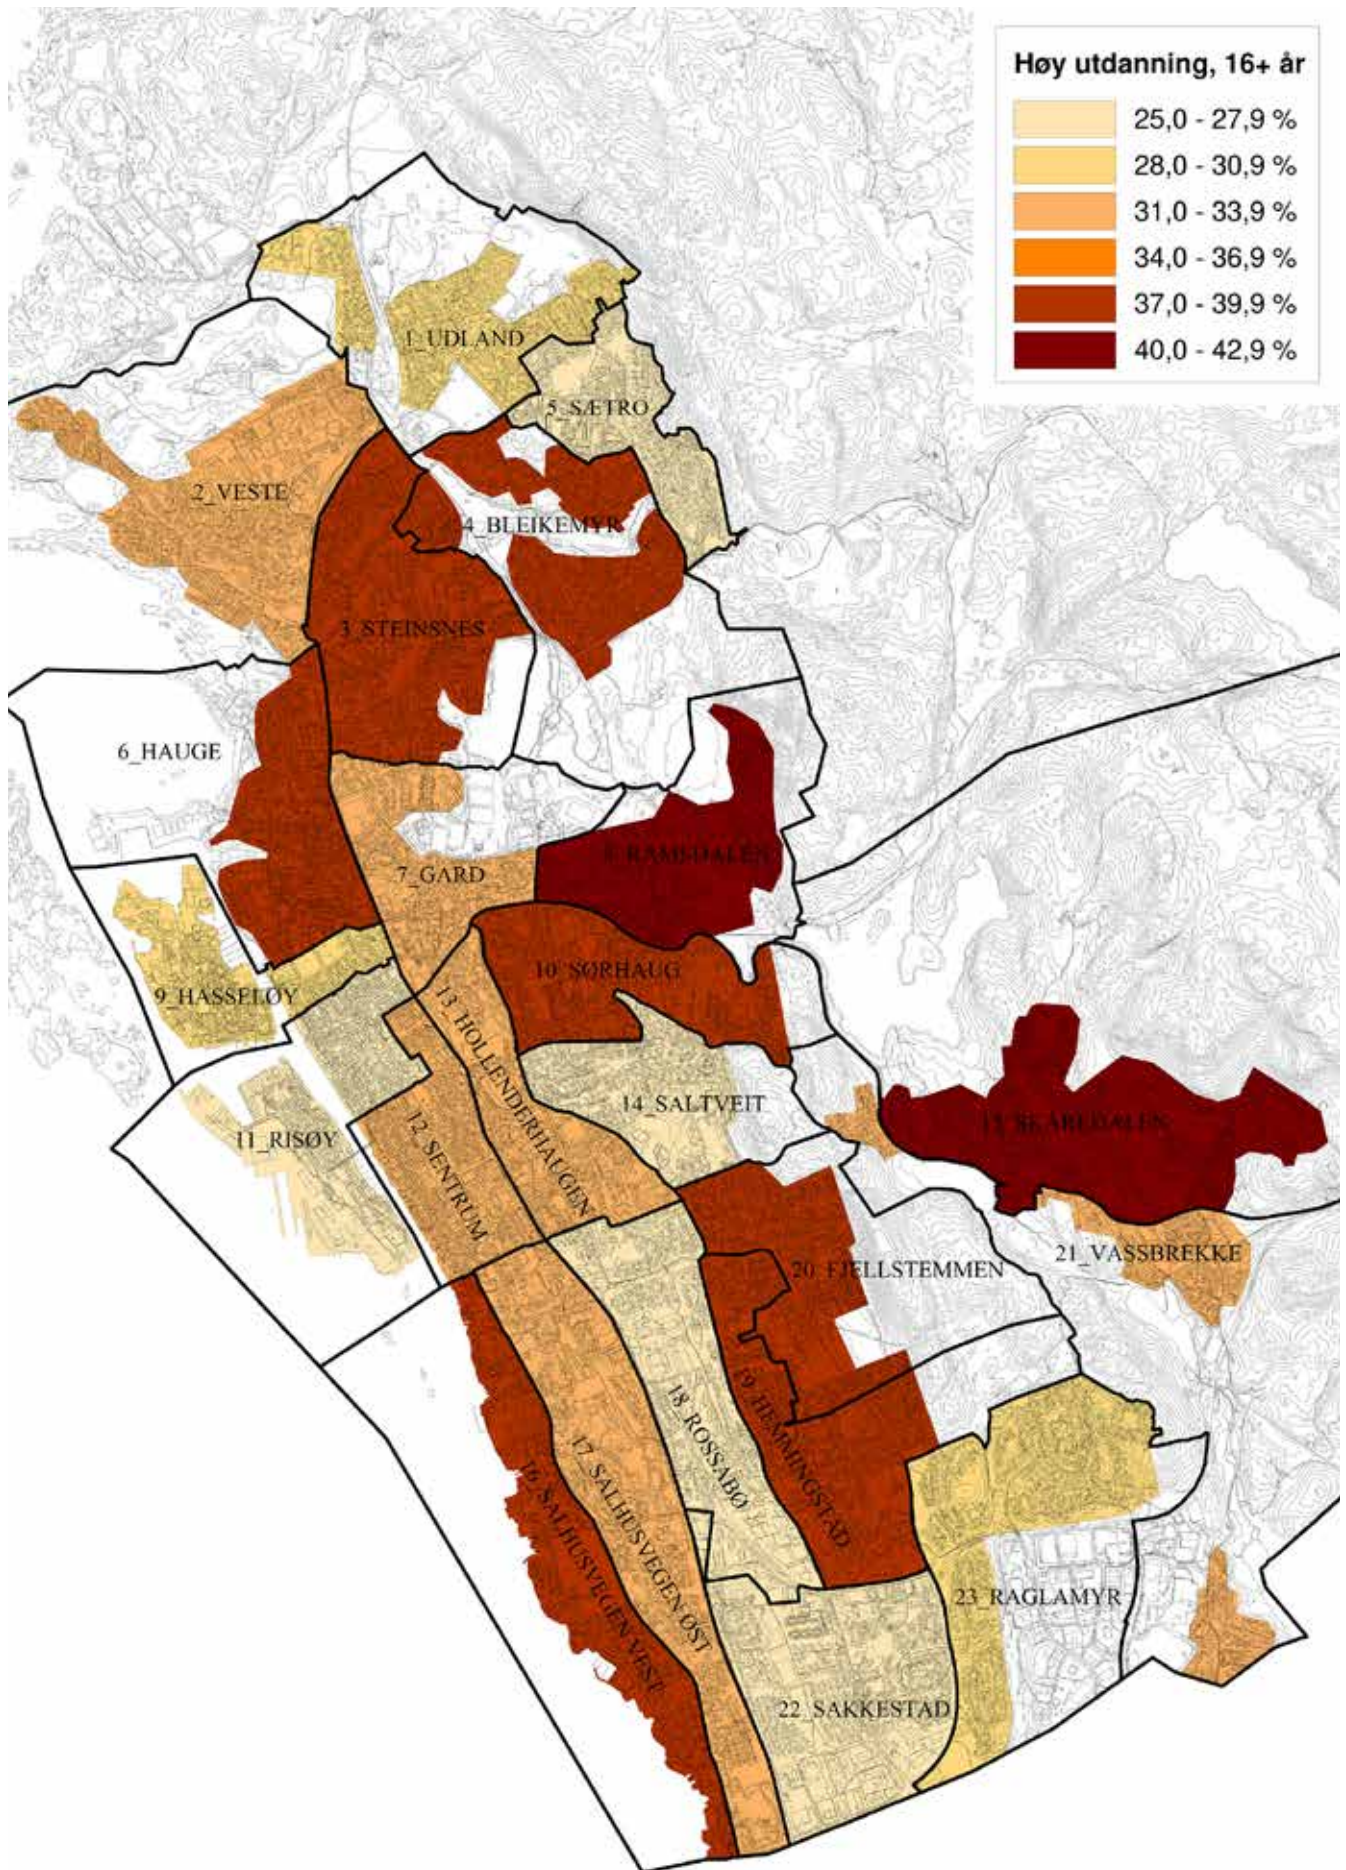 Høy utdanning, 16+ år
25,0 - 27,9 %
28,0 - 30,9 %
31,0 - 33,9 %
34,0 - 36,9 %
37,0 - 39,9 %
40,0 - 42,9 %
1_UDLAND
5_SÆTRO
2_VESTE
4_BLEIKEMYR
3_STEINSNES
6_HAUGE
7_GARD
9_HASSELØY
10_SØRHAUG
13_HOLLENDERHAUGEN
14_SALTVEIT
11_RISØY
12_SENTRUM
21_VASSBREKKE
20_FJELLSTEMMEN
19_HEMMINGSTAD
18_ROSSABØ
17_SALHUSVEGEN ØST
16_SALHUSVEGEN VEST
23_RAGLAMYR
22_SAKKESTAD